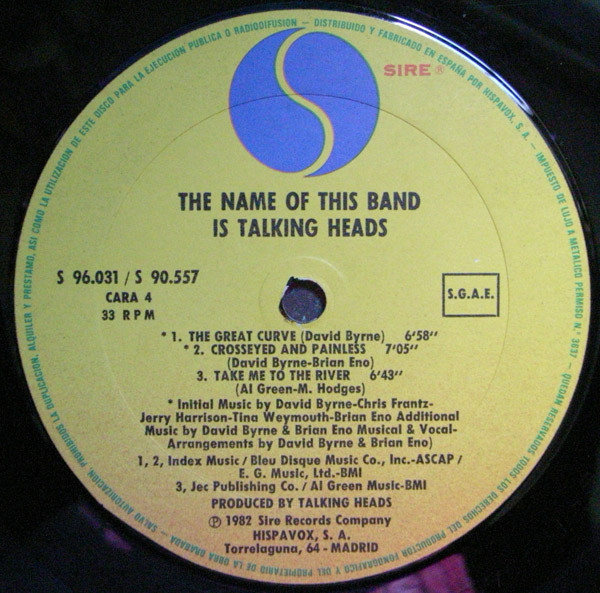 SIRE ®
THE NAME OF THIS BAND
IS TALKING HEADS
S 96.031 / S 90.557
CARA 4
33 RPM
S.G.A.E.
* 1. THE GREAT CURVE (David Byrne) 6'58''
* 2. CROSSEYED AND PAINLESS 7'05''
(David Byrne-Brian Eno)
3. TAKE ME TO THE RIVER 6'43''
(Al Green-M. Hodges)
* Initial Music by David Byrne-Chris Frantz-
Jerry Harrison-Tina Weymouth-Brian Eno Additional
Music by David Byrne & Brian Eno Musical & Vocal-
Arrangements by David Byrne & Brian Eno)
1, 2, Index Music / Bleu Disque Music Co., Inc.-ASCAP /
E. G. Music, Ltd.-BMI
3, Jec Publishing Co. / Al Green Music-BMI
PRODUCED BY TALKING HEADS
℗ 1982 Sire Records Company
HISPAVOX, S. A.
Torrelaguna, 64 - MADRID
DISTRIBUIDO Y FABRICADO EN ESPAÑA POR HISPAVOX, S. A. - IMPUESTO DE LUJO A METALICO PERMISO N.° 3637 - QUEDAN RESERVADOS TODOS LOS DERECHOS DEL PRODUCTOR FONOGRAFICO Y DEL PROPIETARIO DE LA OBRA GRABADA - SALVO AUTORIZACION, PROHIBIDOS LA DUPLICACION, ALQUILER Y PRESTAMO, ASI COMO LA UTILIZACION DE ESTE DISCO PARA LA EJECUCION PUBLICA O RADIODIFUSION -